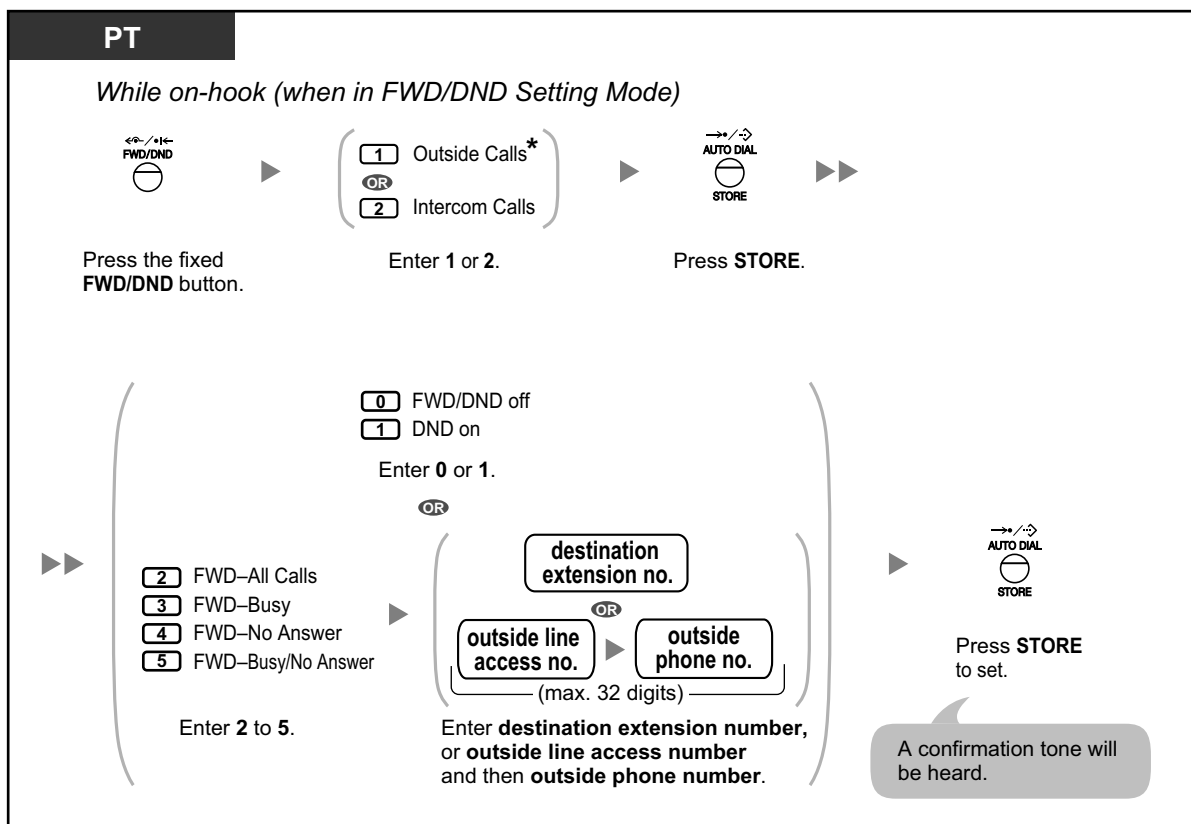 PT
While on-hook (when in FWD/DND Setting Mode)
FWD/DND
1 Outside Calls*
OR
2 Intercom Calls
AUTO DIAL
STORE
Press the fixed
FWD/DND button.
Enter 1 or 2.
Press STORE.
0 FWD/DND off
1 DND on
Enter 0 or 1.
OR
2 FWD–All Calls
3 FWD–Busy
4 FWD–No Answer
5 FWD–Busy/No Answer
Enter 2 to 5.
destination
extension no.
OR
outside line
access no.
outside
phone no.
(max. 32 digits)
Enter destination extension number,
or outside line access number
and then outside phone number.
AUTO DIAL
STORE
Press STORE
to set.
A confirmation tone will
be heard.